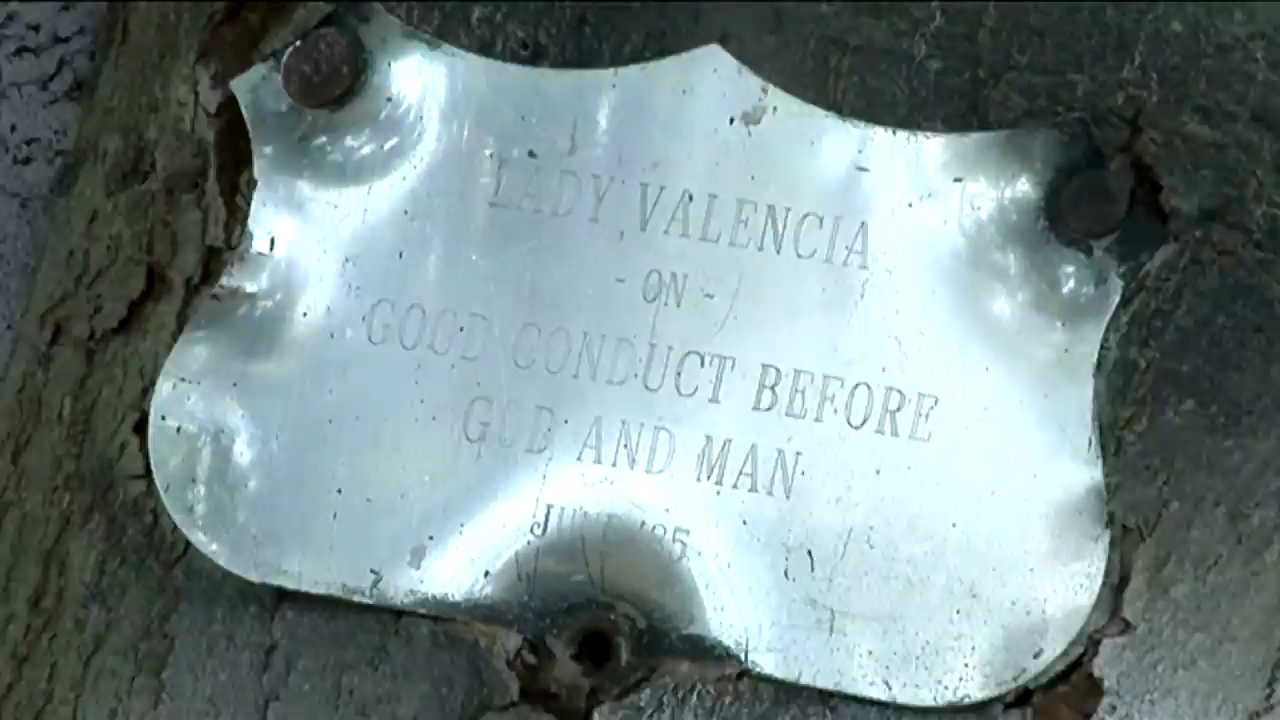 LADY VALENCIA
- ON -
GOOD CONDUCT BEFORE
GOD AND MAN